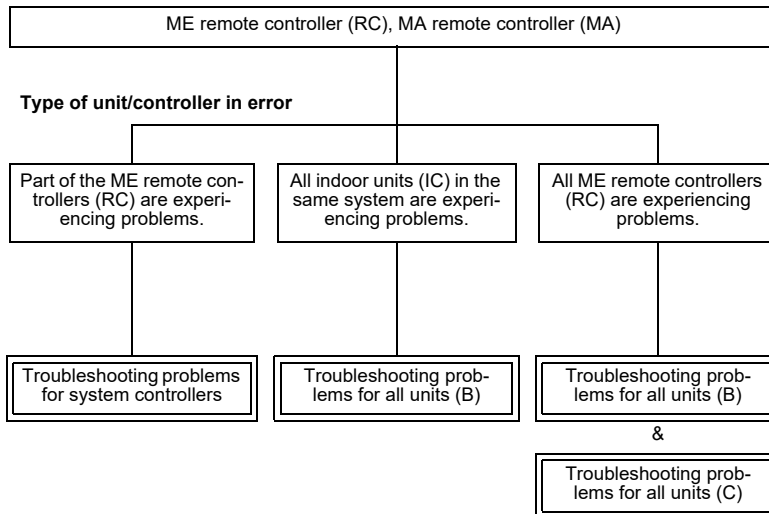 ME remote controller (RC), MA remote controller (MA)
Type of unit/controller in error
Part of the ME remote con-
trollers (RC) are experi-
encing problems.
All indoor units (IC) in the
same system are experi-
encing problems.
All ME remote controllers
(RC) are experiencing
problems.
Troubleshooting problems
for system controllers
Troubleshooting prob-
lems for all units (B)
Troubleshooting prob-
lems for all units (B)
&
Troubleshooting prob-
lems for all units (C)